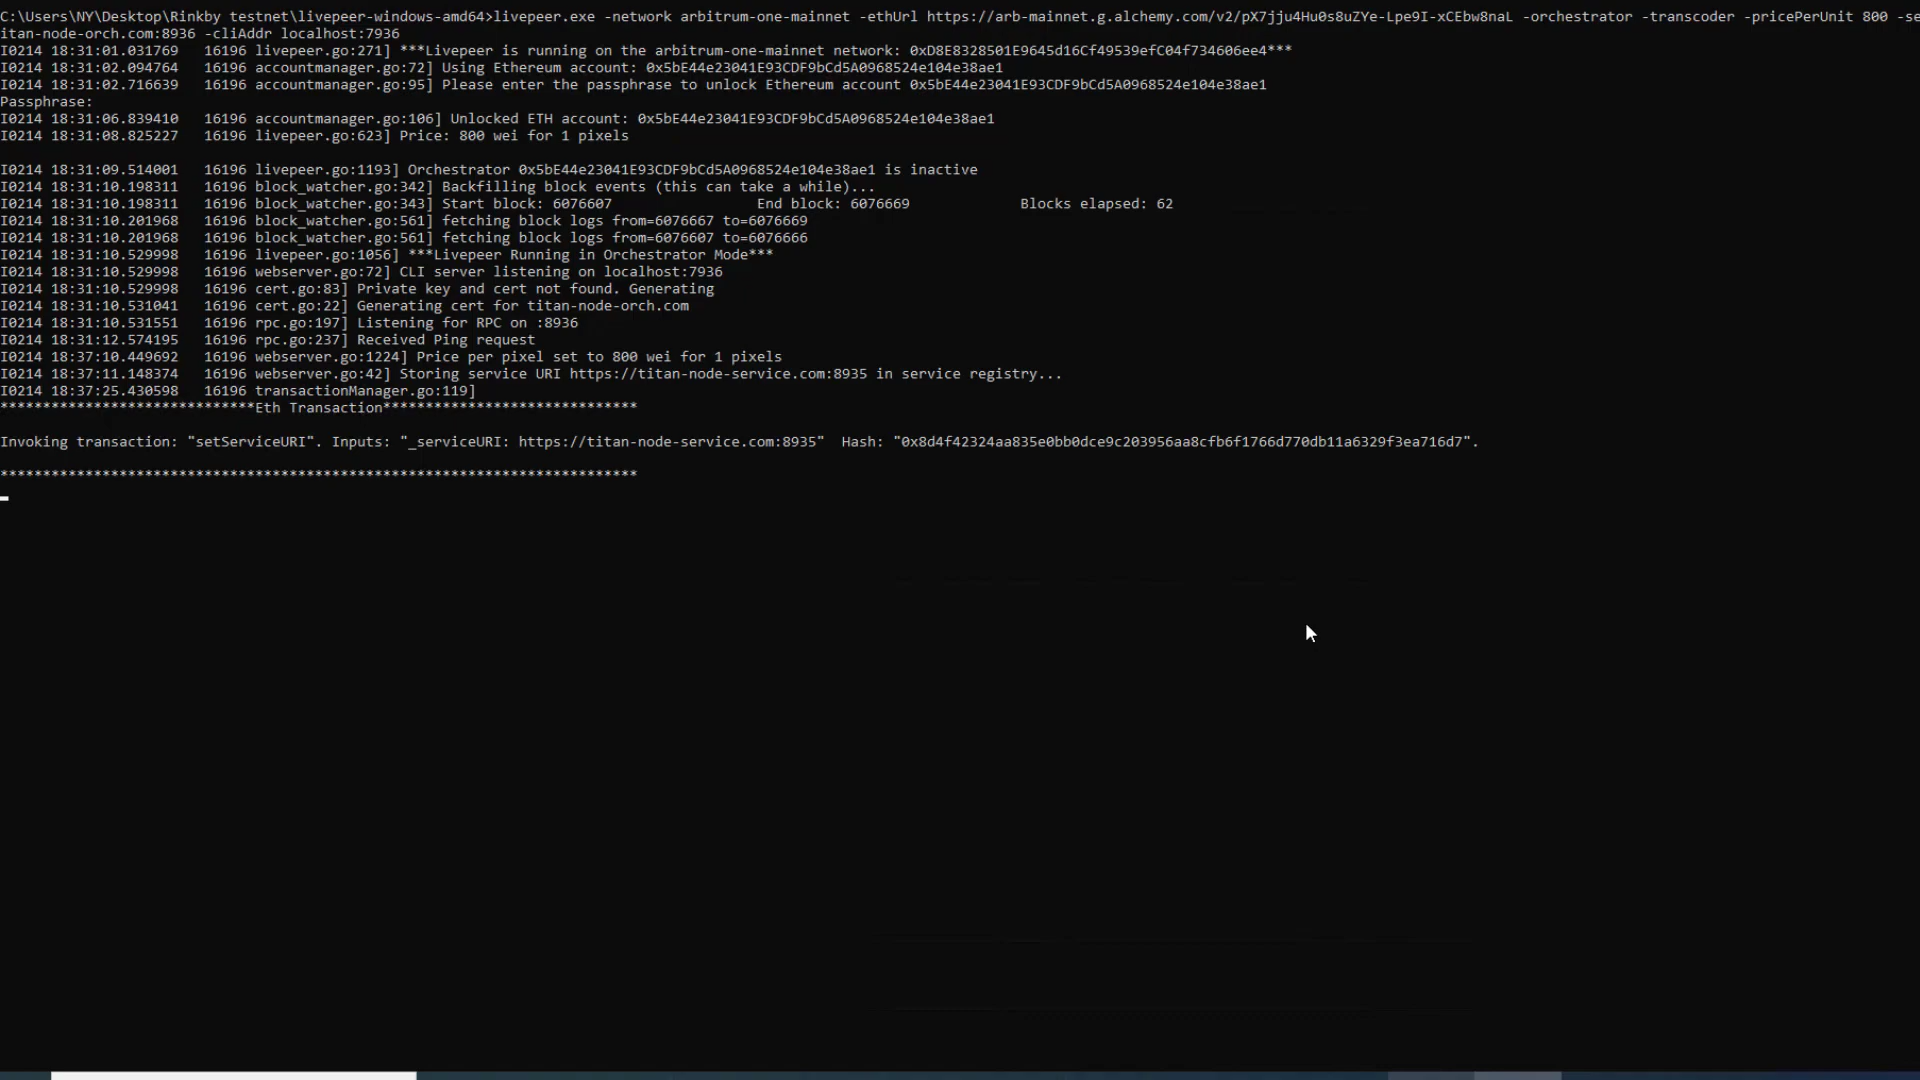 C:\Users\NY\Desktop\Rinkby testnet\livepeer-windows-amd64>livepeer.exe -network arbitrum-one-mainnet -ethUrl https://arb-mainnet.g.alchemy.com/v2/pX7jju4Hu0s8uZYe-Lpe9I-xCEbw8naL -orchestrator -transcoder -pricePerUnit 800 -se
itan-node-orch.com:8936 -cliAddr localhost:7936
I0214 18:31:01.031769   16196 livepeer.go:271] ***Livepeer is running on the arbitrum-one-mainnet network: 0xD8E8328501E9645d16Cf49539efC04f734606ee4***
I0214 18:31:02.094764   16196 accountmanager.go:72] Using Ethereum account: 0x5bE44e23041E93CDF9bCd5A0968524e104e38ae1
I0214 18:31:02.716639   16196 accountmanager.go:95] Please enter the passphrase to unlock Ethereum account 0x5bE44e23041E93CDF9bCd5A0968524e104e38ae1
Passphrase:
I0214 18:31:06.839410   16196 accountmanager.go:106] Unlocked ETH account: 0x5bE44e23041E93CDF9bCd5A0968524e104e38ae1
I0214 18:31:08.825227   16196 livepeer.go:623] Price: 800 wei for 1 pixels
I0214 18:31:09.514001   16196 livepeer.go:1193] Orchestrator 0x5bE44e23041E93CDF9bCd5A0968524e104e38ae1 is inactive
I0214 18:31:10.198311   16196 block_watcher.go:342] Backfilling block events (this can take a while)...
I0214 18:31:10.198311   16196 block_watcher.go:343] Start block: 6076607   End block: 6076669   Blocks elapsed: 62
I0214 18:31:10.201968   16196 block_watcher.go:561] fetching block logs from=6076667 to=6076669
I0214 18:31:10.201968   16196 block_watcher.go:561] fetching block logs from=6076607 to=6076666
I0214 18:31:10.529998   16196 livepeer.go:1056] ***Livepeer Running in Orchestrator Mode***
I0214 18:31:10.529998   16196 webserver.go:72] CLI server listening on localhost:7936
I0214 18:31:10.529998   16196 cert.go:83] Private key and cert not found. Generating
I0214 18:31:10.531041   16196 cert.go:22] Generating cert for titan-node-orch.com
I0214 18:31:10.531551   16196 rpc.go:197] Listening for RPC on :8936
I0214 18:31:12.574195   16196 rpc.go:237] Received Ping request
I0214 18:37:10.449692   16196 webserver.go:1224] Price per pixel set to 800 wei for 1 pixels
I0214 18:37:11.148374   16196 webserver.go:42] Storing service URI https://titan-node-service.com:8935 in service registry...
I0214 18:37:25.430598   16196 transactionManager.go:119]
******************************Eth Transaction******************************
Invoking transaction: "setServiceURI". Inputs: "_serviceURI: https://titan-node-service.com:8935"  Hash: "0x8d4f42324aa835e0bb0dce9c203956aa8cfb6f1766d770db11a6329f3ea716d7".
***************************************************************************